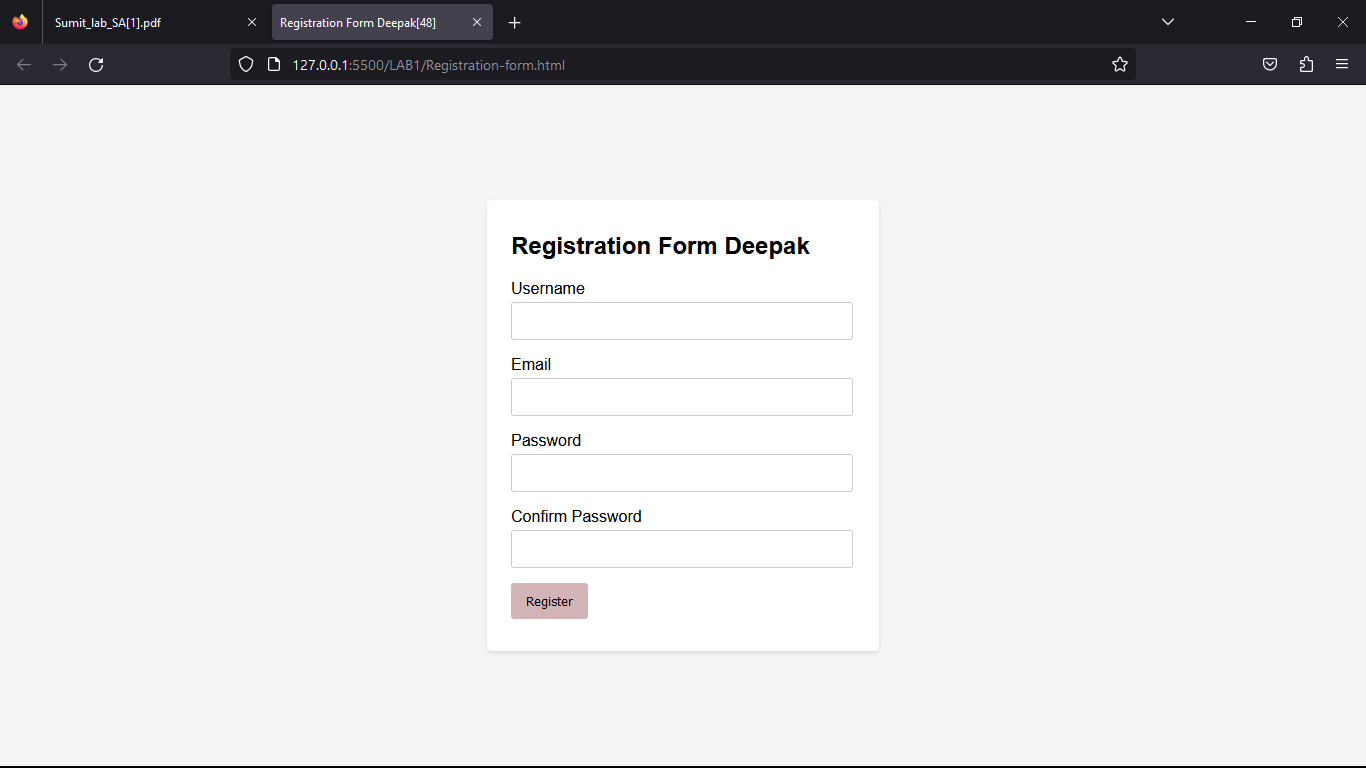 Sumit_lab_SA[1].pdf
Registration Form Deepak[48]
127.0.0.1:5500/LAB1/Registration-form.html
Registration Form Deepak
Username
Email
Password
Confirm Password
Register